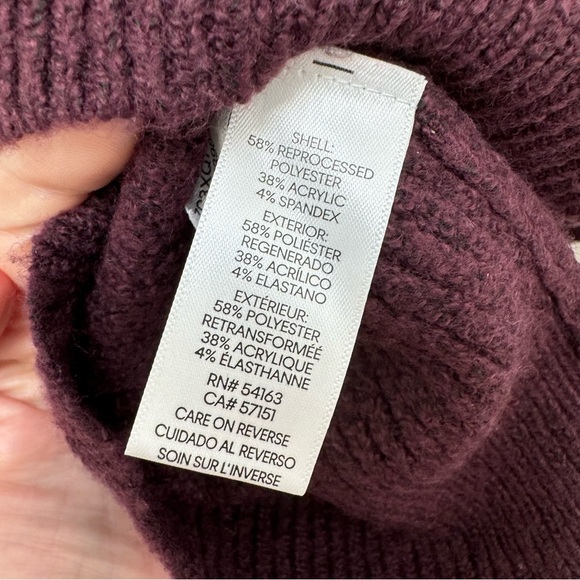 SHELL:
58% REPROCESSED
POLYESTER
38% ACRYLIC
4% SPANDEX
EXTERIOR:
58% POLIÉSTER
REGENERADO
38% ACRÍLICO
4% ELASTANO
EXTÉRIEUR:
58% POLYESTER
RETRANSFORMÉE
38% ACRYLIQUE
4% ÉLASTHANNE
RN# 54163
CA# 57151
CARE ON REVERSE
CUIDADO AL REVERSO
SOIN SUR L'INVERSE